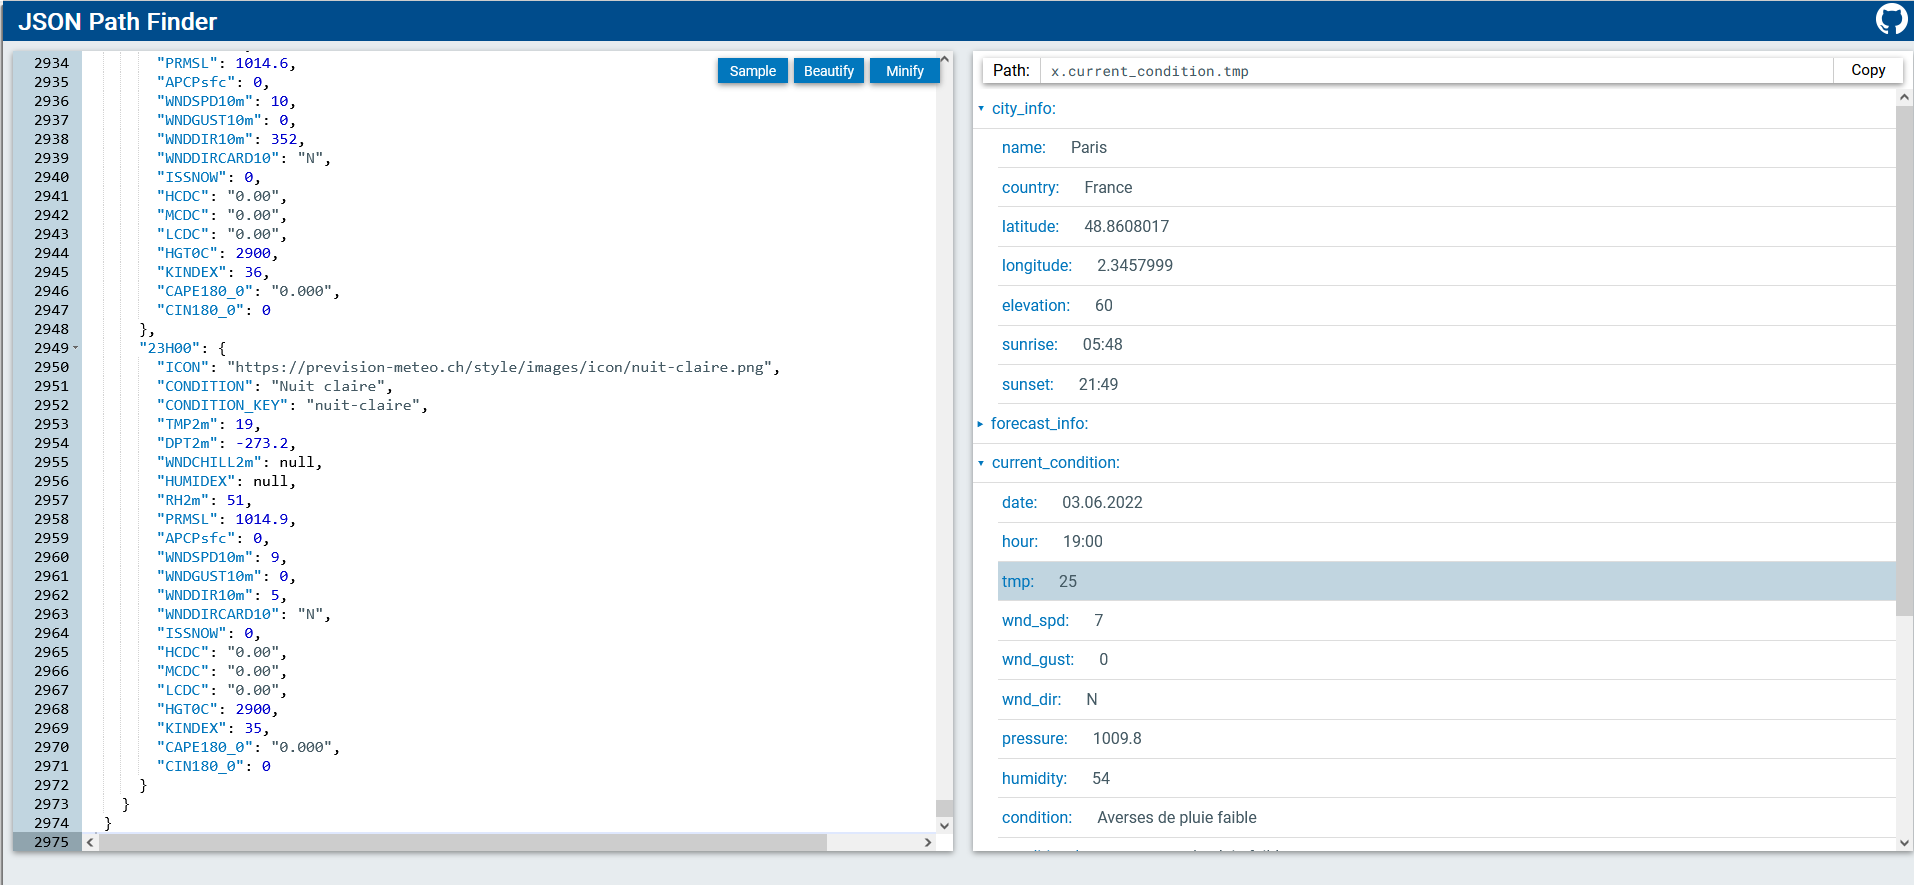 JSON Path Finder
2934 "PRMSL": 1014.6,
2935 "APCPsfc": 0,
2936 "WNDSPD10m": 10,
2937 "WNDGUST10m": 0,
2938 "WNDDIR10m": 352,
2939 "WNDDIRCARD10": "N",
2940 "ISSNOW": 0,
2941 "HCDC": "0.00",
2942 "MCDC": "0.00",
2943 "LCDC": "0.00",
2944 "HGT0C": 2900,
2945 "KINDEX": 36,
2946 "CAPE180_0": "0.000",
2947 "CIN180_0": 0
2948 },
2949 "23H00": {
2950 "ICON": "https://prevision-meteo.ch/style/images/icon/nuit-claire.png",
2951 "CONDITION": "Nuit claire",
2952 "CONDITION_KEY": "nuit-claire",
2953 "TMP2m": 19,
2954 "DPT2m": -273.2,
2955 "WNDCHILL2m": null,
2956 "HUMIDEX": null,
2957 "RH2m": 51,
2958 "PRMSL": 1014.9,
2959 "APCPsfc": 0,
2960 "WNDSPD10m": 9,
2961 "WNDGUST10m": 0,
2962 "WNDDIR10m": 5,
2963 "WNDDIRCARD10": "N",
2964 "ISSNOW": 0,
2965 "HCDC": "0.00",
2966 "MCDC": "0.00",
2967 "LCDC": "0.00",
2968 "HGT0C": 2900,
2969 "KINDEX": 35,
2970 "CAPE180_0": "0.000",
2971 "CIN180_0": 0
2972 }
2973 }
2974 }
2975
Sample Beautify Minify
Path: x.current_condition.tmp Copy
city_info:
name: Paris
country: France
latitude: 48.8608017
longitude: 2.3457999
elevation: 60
sunrise: 05:48
sunset: 21:49
forecast_info:
current_condition:
date: 03.06.2022
hour: 19:00
tmp: 25
wnd_spd: 7
wnd_gust: 0
wnd_dir: N
pressure: 1009.8
humidity: 54
condition: Averses de pluie faible